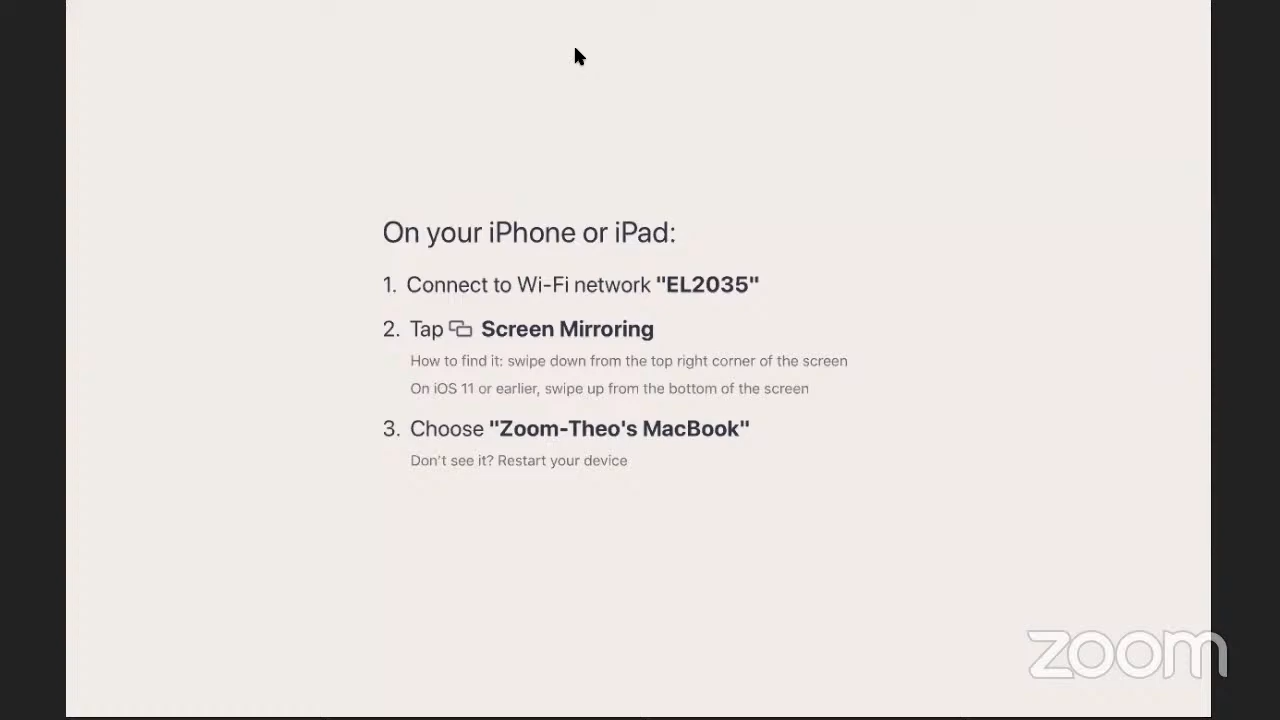 On your iPhone or iPad:
1. Connect to Wi-Fi network "EL2035"
2. Tap Screen Mirroring
How to find it: swipe down from the top right corner of the screen
On iOS 11 or earlier, swipe up from the bottom of the screen
3. Choose "Zoom-Theo's MacBook"
Don't see it? Restart your device
zoom